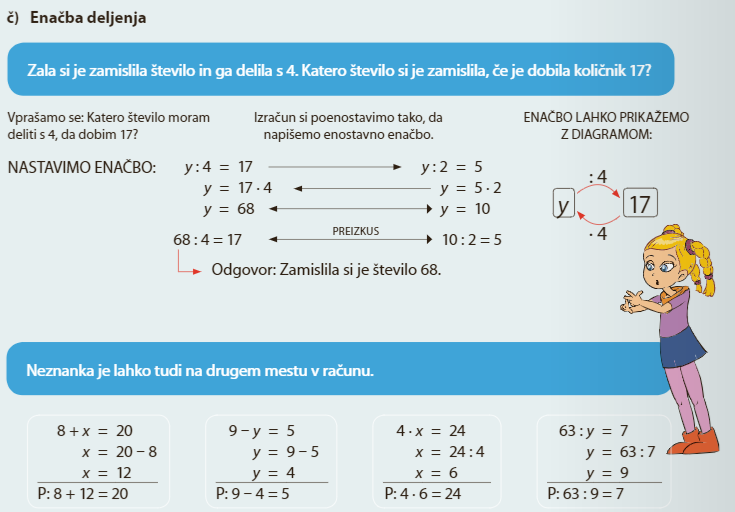 č) Enačba deljenja
Zala si je zamislila število in ga delila s 4. Katero število si je zamislila, če je dobila količnik 17?
Vprašamo se: Katero število moram
deliti s 4, da dobim 17?
Izračun si poenostavimo tako, da
napišemo enostavno enačbo.
ENAČBO LAHKO PRIKAŽEMO
Z DIAGRAMOM:
NASTAVIMO ENAČBO:
y : 4 = 17
y = 17 · 4
y = 68
68 : 4 = 17
PREIZKUS
y : 2 = 5
y = 5 · 2
y = 10
10 : 2 = 5
Odgovor: Zamislila si je število 68.
: 4
y
17
· 4
Neznanka je lahko tudi na drugem mestu v računu.
8 + x = 20
x = 20 – 8
x = 12
P: 8 + 12 = 20
9 – y = 5
y = 9 – 5
y = 4
P: 9 – 4 = 5
4 · x = 24
x = 24 : 4
x = 6
P: 4 · 6 = 24
63 : y = 7
y = 63 : 7
y = 9
P: 63 : 9 = 7